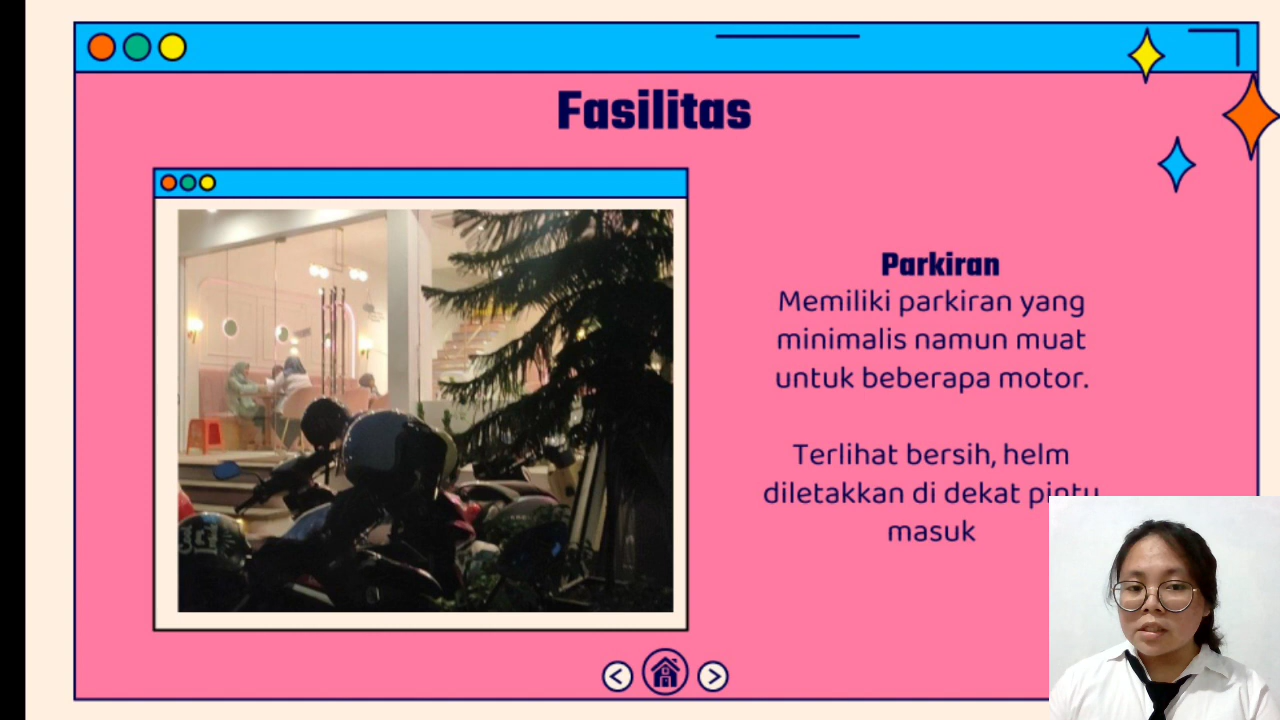 Fasilitas
Parkiran
Memiliki parkiran yang
minimalis namun muat
untuk beberapa motor.
Terlihat bersih, helm
diletakkan di dekat pintu
masuk